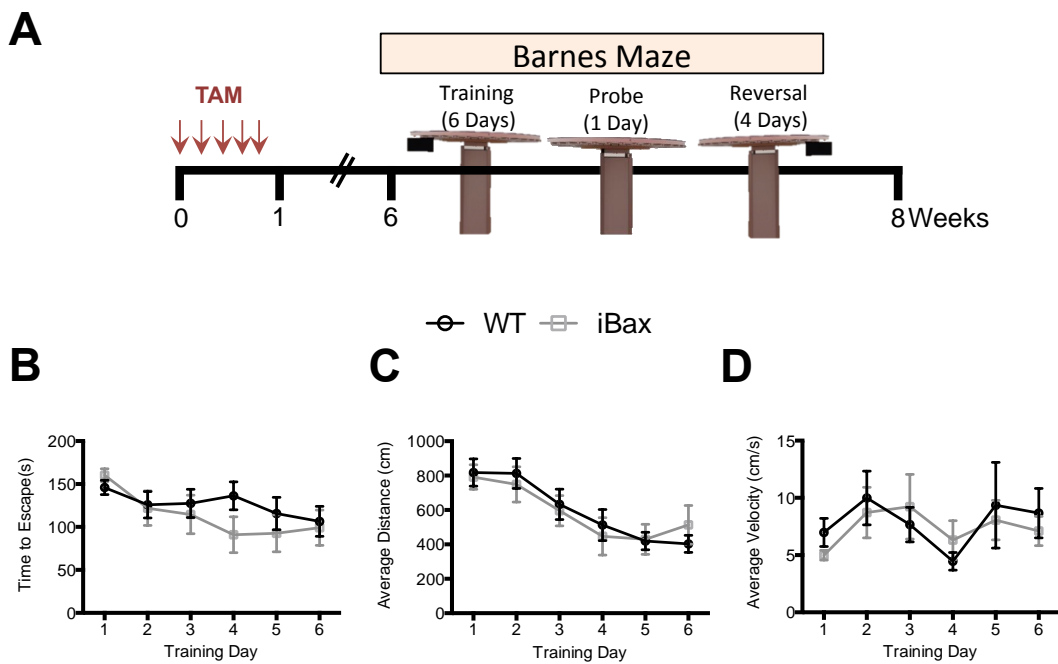 A
Barnes Maze
TAM
Training
(6 Days)
Probe
(1 Day)
Reversal
(4 Days)
0
1
6
8 Weeks
WT
iBax
B
Time to Escape(s)
200
150
100
50
0
1 2 3 4 5 6
Training Day
C
Average Distance (cm)
1000
800
600
400
200
0
1 2 3 4 5 6
Training Day
D
Average Velocity (cm/s)
15
10
5
0
1 2 3 4 5 6
Training Day